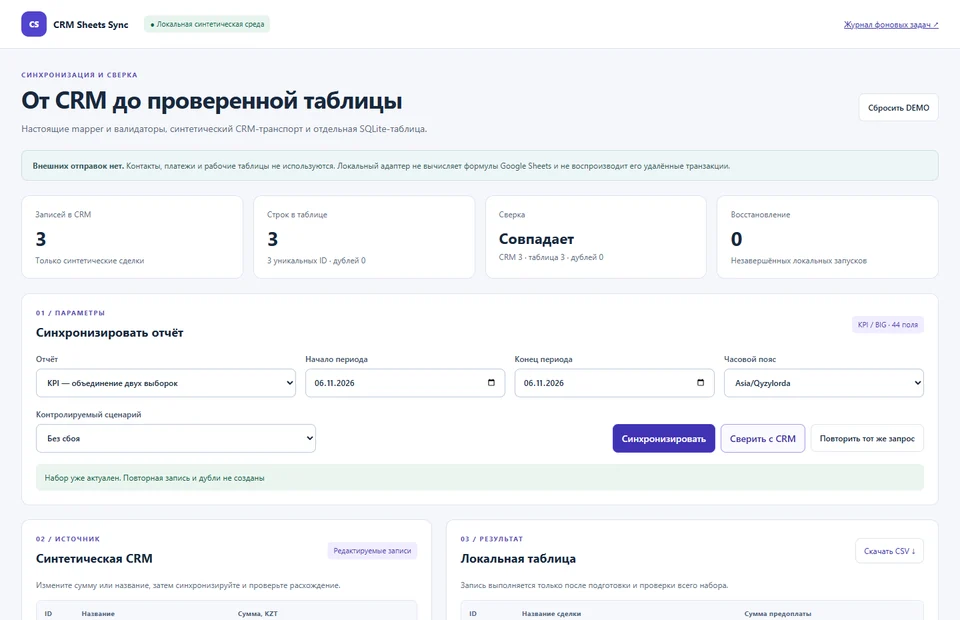 CS CRM Sheets Sync ● Локальная синтетическая среда Журнал фоновых задач ↗
СИНХРОНИЗАЦИЯ И СВЕРКА
От CRM до проверенной таблицы
Сбросить DEMO
Настоящие mapper и валидаторы, синтетический CRM-транспорт и отдельная SQLite-таблица.
Внешних отправок нет. Контакты, платежи и рабочие таблицы не используются. Локальный адаптер не вычисляет формулы Google Sheets и не воспроизводит его удалённые транзакции.
Записей в CRM
3
Только синтетические сделки
Строк в таблице
3
3 уникальных ID · дублей 0
Сверка
Совпадает
CRM 3 · таблица 3 · дублей 0
Восстановление
0
Незавершённых локальных запусков
01 / ПАРАМЕТРЫ
Синхронизировать отчёт
KPI / BIG · 44 поля
Отчёт
KPI — объединение двух выборок
Начало периода
06.11.2026
Конец периода
06.11.2026
Часовой пояс
Asia/Qyzylorda
Контролируемый сценарий
Без сбоя
Синхронизировать
Сверить с CRM
Повторить тот же запрос
Набор уже актуален. Повторная запись и дубли не созданы
02 / ИСТОЧНИК
Синтетическая CRM
Редактируемые записи
Измените сумму или название, затем синхронизируйте и проверьте расхождение.
ID Название Сумма, KZT
03 / РЕЗУЛЬТАТ
Локальная таблица
Скачать CSV ↓
Запись выполняется только после подготовки и проверки всего набора.
ID Название сделки Сумма предоплаты